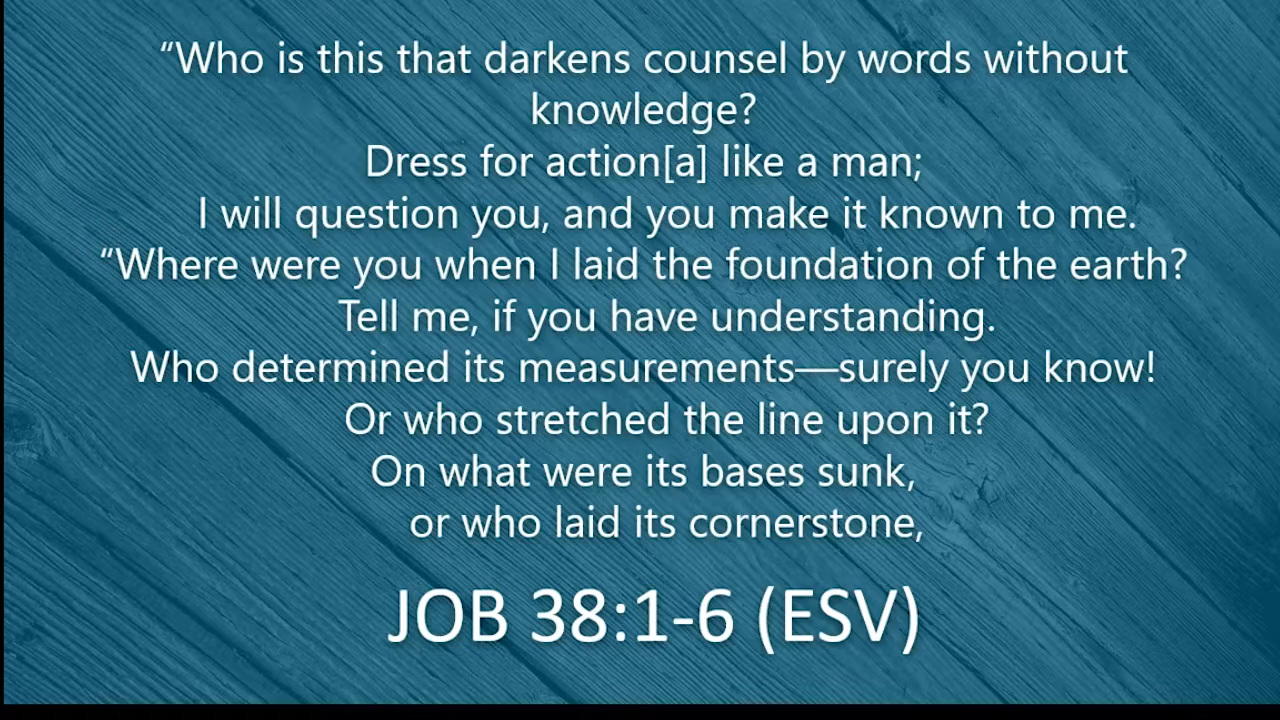 “Who is this that darkens counsel by words without
knowledge?
Dress for action[a] like a man;
I will question you, and you make it known to me.
“Where were you when I laid the foundation of the earth?
Tell me, if you have understanding.
Who determined its measurements—surely you know!
Or who stretched the line upon it?
On what were its bases sunk,
or who laid its cornerstone,
JOB 38:1-6 (ESV)